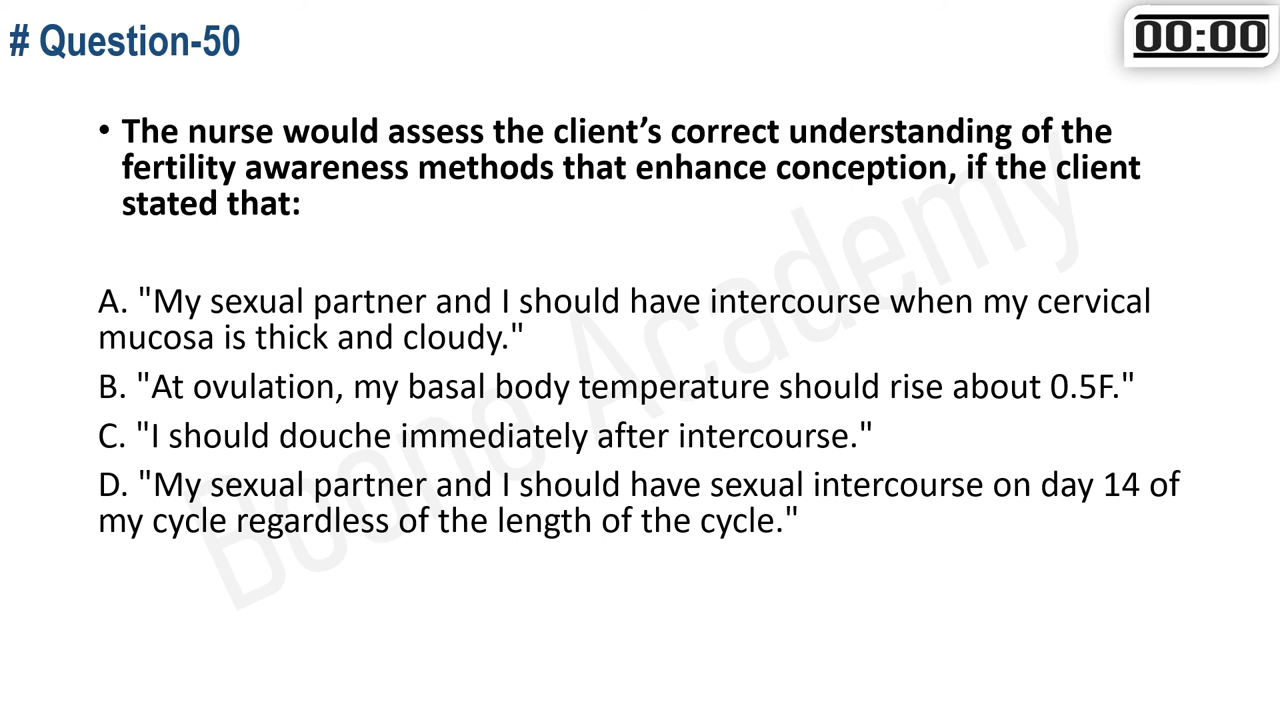 # Question-50
00:00
• The nurse would assess the client’s correct understanding of the
fertility awareness methods that enhance conception, if the client
stated that:
A. "My sexual partner and I should have intercourse when my cervical
mucosa is thick and cloudy."
B. "At ovulation, my basal body temperature should rise about 0.5F."
C. "I should douche immediately after intercourse."
D. "My sexual partner and I should have sexual intercourse on day 14 of
my cycle regardless of the length of the cycle."
Academy